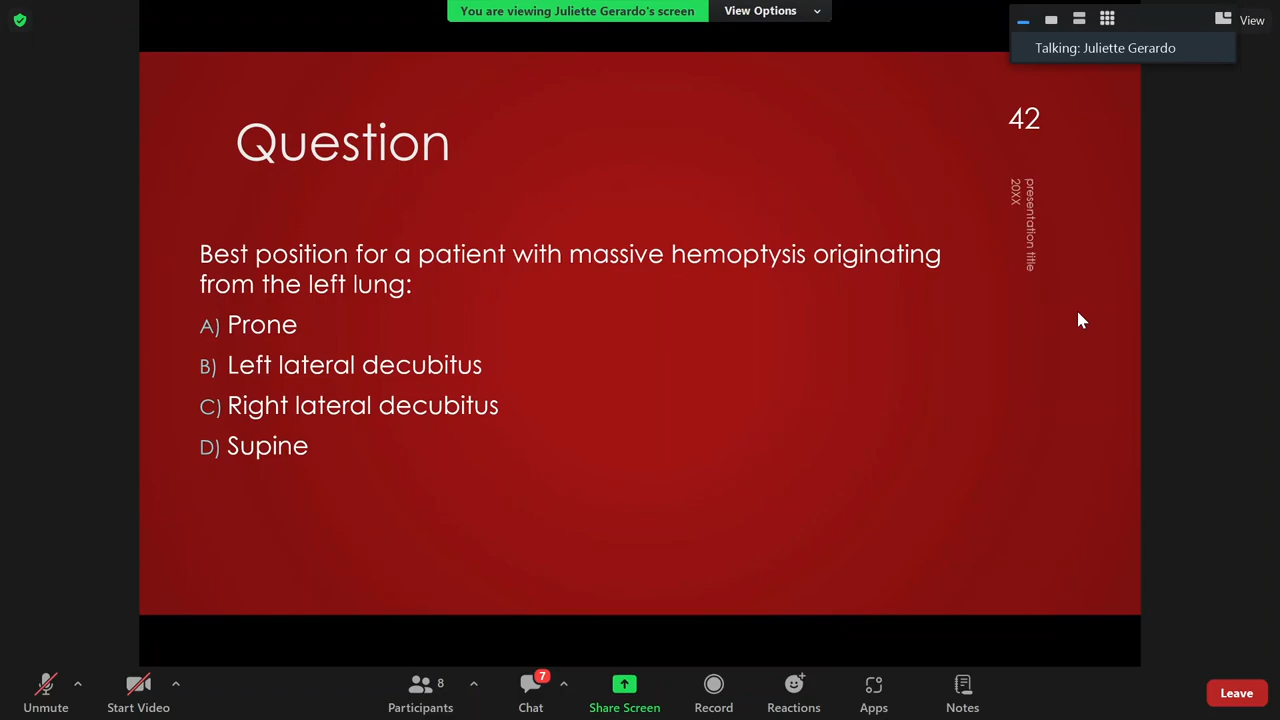 You are viewing Juliette Gerardo's screen
View Options
View
Talking: Juliette Gerardo
Question
42
presentation title
20XX
Best position for a patient with massive hemoptysis originating
from the left lung:
A) Prone
B) Left lateral decubitus
C) Right lateral decubitus
D) Supine
Unmute
Start Video
8
Participants
7
Chat
Share Screen
Record
Reactions
Apps
Notes
Leave